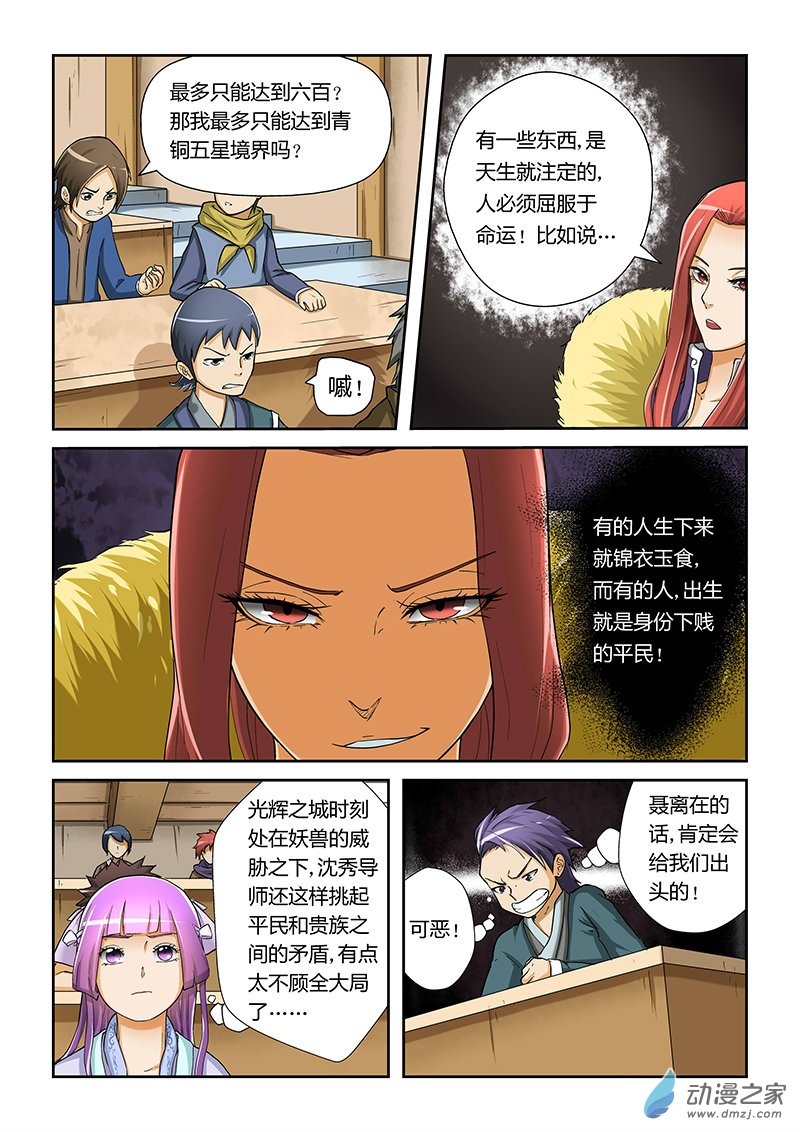 最多只能达到六百?
那我最多只能达到青
铜五星境界吗?
嘁!
有一些东西,是
天生就注定的,
人必须屈服于
命运!比如说…
有的人生下来
就锦衣玉食,
而有的人,出生
就是身份下贱
的平民!
光辉之城时刻
处在妖兽的威
胁之下,沈秀导
师还这样挑起
平民和贵族之
间的矛盾,有点
太不顾全大局
了……
可恶!
聂离在的
话,肯定会
给我们出
头的!
动漫之家
www.dmzj.com